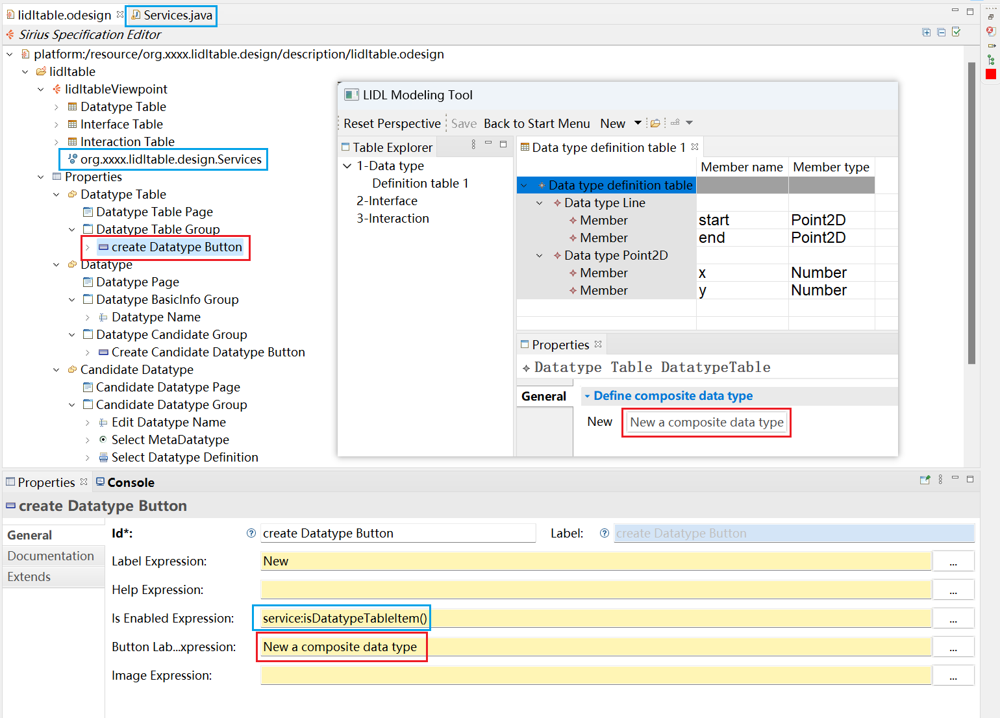 lidltable.odesign
Services.java
Sirius Specification Editor
platform:/resource/org.xxxx.lidltable.design/description/lidltable.odesign
lidltable
lidltableViewpoint
Datatype Table
Interface Table
Interaction Table
org.xxxx.lidltable.design.Services
Properties
Datatype Table
Datatype Table Page
Datatype Table Group
create Datatype Button
Datatype
Datatype Page
Datatype BasicInfo Group
Datatype Name
Datatype Candidate Group
Create Candidate Datatype Button
Candidate Datatype
Candidate Datatype Page
Candidate Datatype Group
Edit Datatype Name
Select MetaDatatype
Select Datatype Definition
LIDL Modeling Tool
Reset Perspective Save Back to Start Menu New
Table Explorer
1-Data type
Definition table 1
2-Interface
3-Interaction
Data type definition table 1
Member name Member type
Data type definition table
Data type Line
Member start Point2D
Member end Point2D
Data type Point2D
Member x Number
Member y Number
Properties
Datatype Table DatatypeTable
General
Define composite data type
New New a composite data type
Properties Console
create Datatype Button
General
Documentation
Extends
Id*: create Datatype Button Label: create Datatype Button
Label Expression: New ...
Help Expression: ...
Is Enabled Expression: service:isDatatypeTableItem() ...
Button Lab...xpression: New a composite data type ...
Image Expression: ...